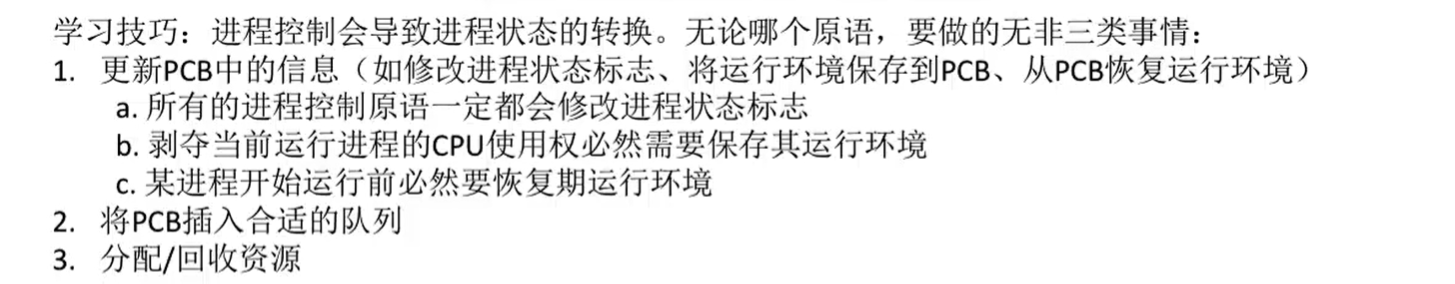 学习技巧：进程控制会导致进程状态的转换。无论哪个原语，要做的无非三类事情：
1. 更新PCB中的信息（如修改进程状态标志、将运行环境保存到PCB、从PCB恢复运行环境）
a. 所有的进程控制原语一定都会修改进程状态标志
b. 剥夺当前运行进程的CPU使用权必然需要保存其运行环境
c. 某进程开始运行前必然要恢复期运行环境
2. 将PCB插入合适的队列
3. 分配/回收资源